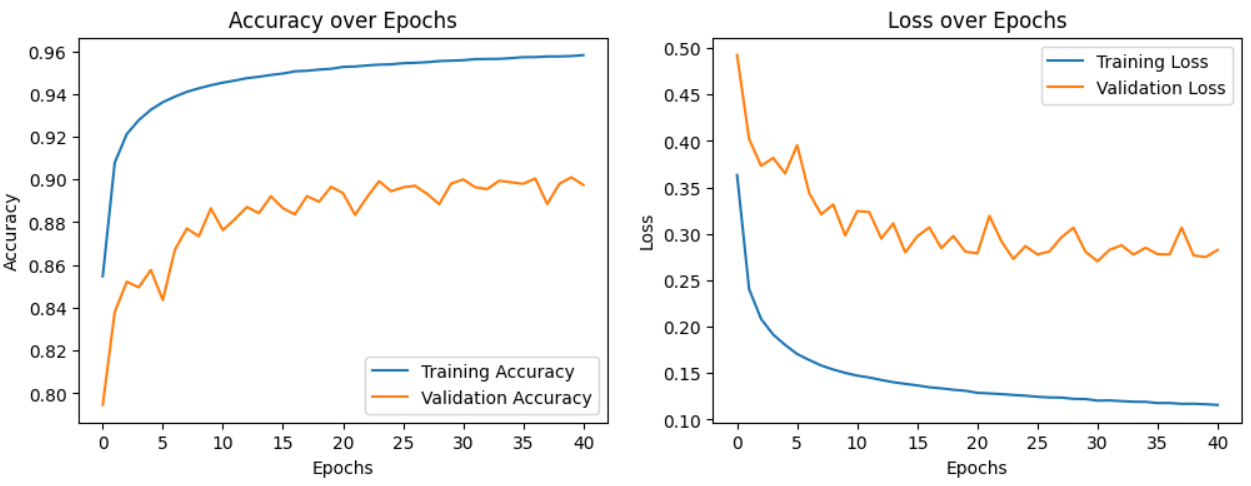 Accuracy over Epochs
0.96
0.94
0.92
0.90
0.88
0.86
0.84
0.82
0.80
Accuracy
0 5 10 15 20 25 30 35 40
Epochs
Training Accuracy
Validation Accuracy
Loss over Epochs
0.50
0.45
0.40
0.35
0.30
0.25
0.20
0.15
0.10
Loss
0 5 10 15 20 25 30 35 40
Epochs
Training Loss
Validation Loss